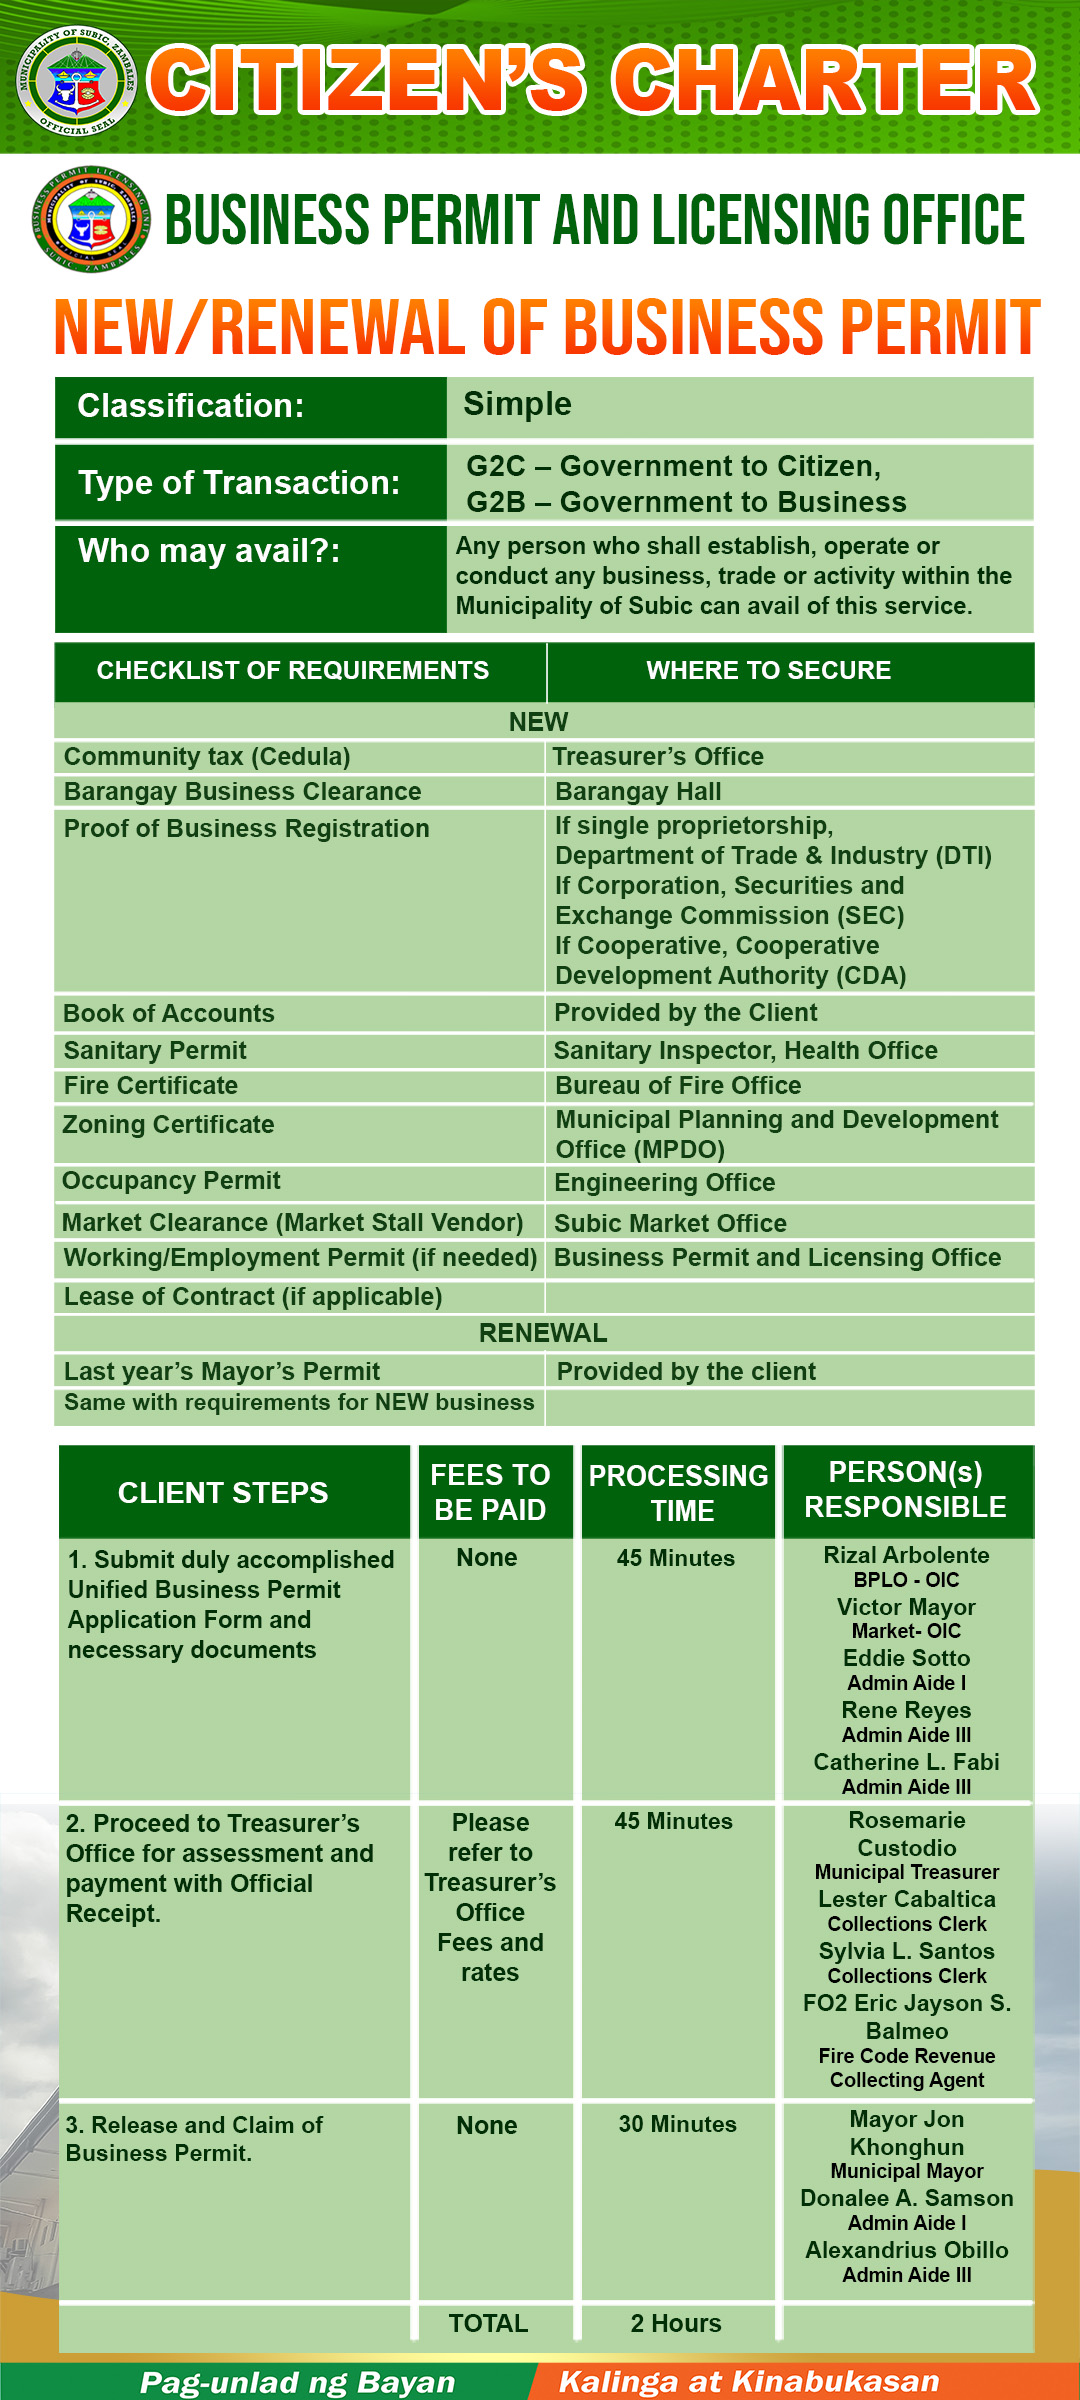 MUNICIPALITY OF SUBIC, ZAMBALES
OFFICIAL SEAL
CITIZEN'S CHARTER
BUSINESS PERMIT LICENSING UNIT
SUBIC, ZAMBALES
BUSINESS PERMIT AND LICENSING OFFICE
NEW/RENEWAL OF BUSINESS PERMIT
Classification:
Simple
Type of Transaction:
G2C – Government to Citizen,
G2B – Government to Business
Who may avail?:
Any person who shall establish, operate or
conduct any business, trade or activity within the
Municipality of Subic can avail of this service.
CHECKLIST OF REQUIREMENTS
WHERE TO SECURE
NEW
Community tax (Cedula)
Treasurer's Office
Barangay Business Clearance
Barangay Hall
Proof of Business Registration
If single proprietorship,
Department of Trade & Industry (DTI)
If Corporation, Securities and
Exchange Commission (SEC)
If Cooperative, Cooperative
Development Authority (CDA)
Book of Accounts
Provided by the Client
Sanitary Permit
Sanitary Inspector, Health Office
Fire Certificate
Bureau of Fire Office
Zoning Certificate
Municipal Planning and Development
Office (MPDO)
Occupancy Permit
Engineering Office
Market Clearance (Market Stall Vendor)
Subic Market Office
Working/Employment Permit (if needed)
Business Permit and Licensing Office
Lease of Contract (if applicable)
RENEWAL
Last year's Mayor's Permit
Provided by the client
Same with requirements for NEW business
CLIENT STEPS
FEES TO
BE PAID
PROCESSING
TIME
PERSON(s)
RESPONSIBLE
1. Submit duly accomplished
Unified Business Permit
Application Form and
necessary documents
None
45 Minutes
Rizal Arbolente
BPLO - OIC
Victor Mayor
Market- OIC
Eddie Sotto
Admin Aide I
Rene Reyes
Admin Aide III
Catherine L. Fabi
Admin Aide III
2. Proceed to Treasurer's
Office for assessment and
payment with Official
Receipt.
Please
refer to
Treasurer's
Office
Fees and
rates
45 Minutes
Rosemarie
Custodio
Municipal Treasurer
Lester Cabaltica
Collections Clerk
Sylvia L. Santos
Collections Clerk
FO2 Eric Jayson S.
Balmeo
Fire Code Revenue
Collecting Agent
3. Release and Claim of
Business Permit.
None
30 Minutes
Mayor Jon
Khonghun
Municipal Mayor
Donalee A. Samson
Admin Aide I
Alexandrius Obillo
Admin Aide III
TOTAL
2 Hours
Pag-unlad ng Bayan
Kalinga at Kinabukasan